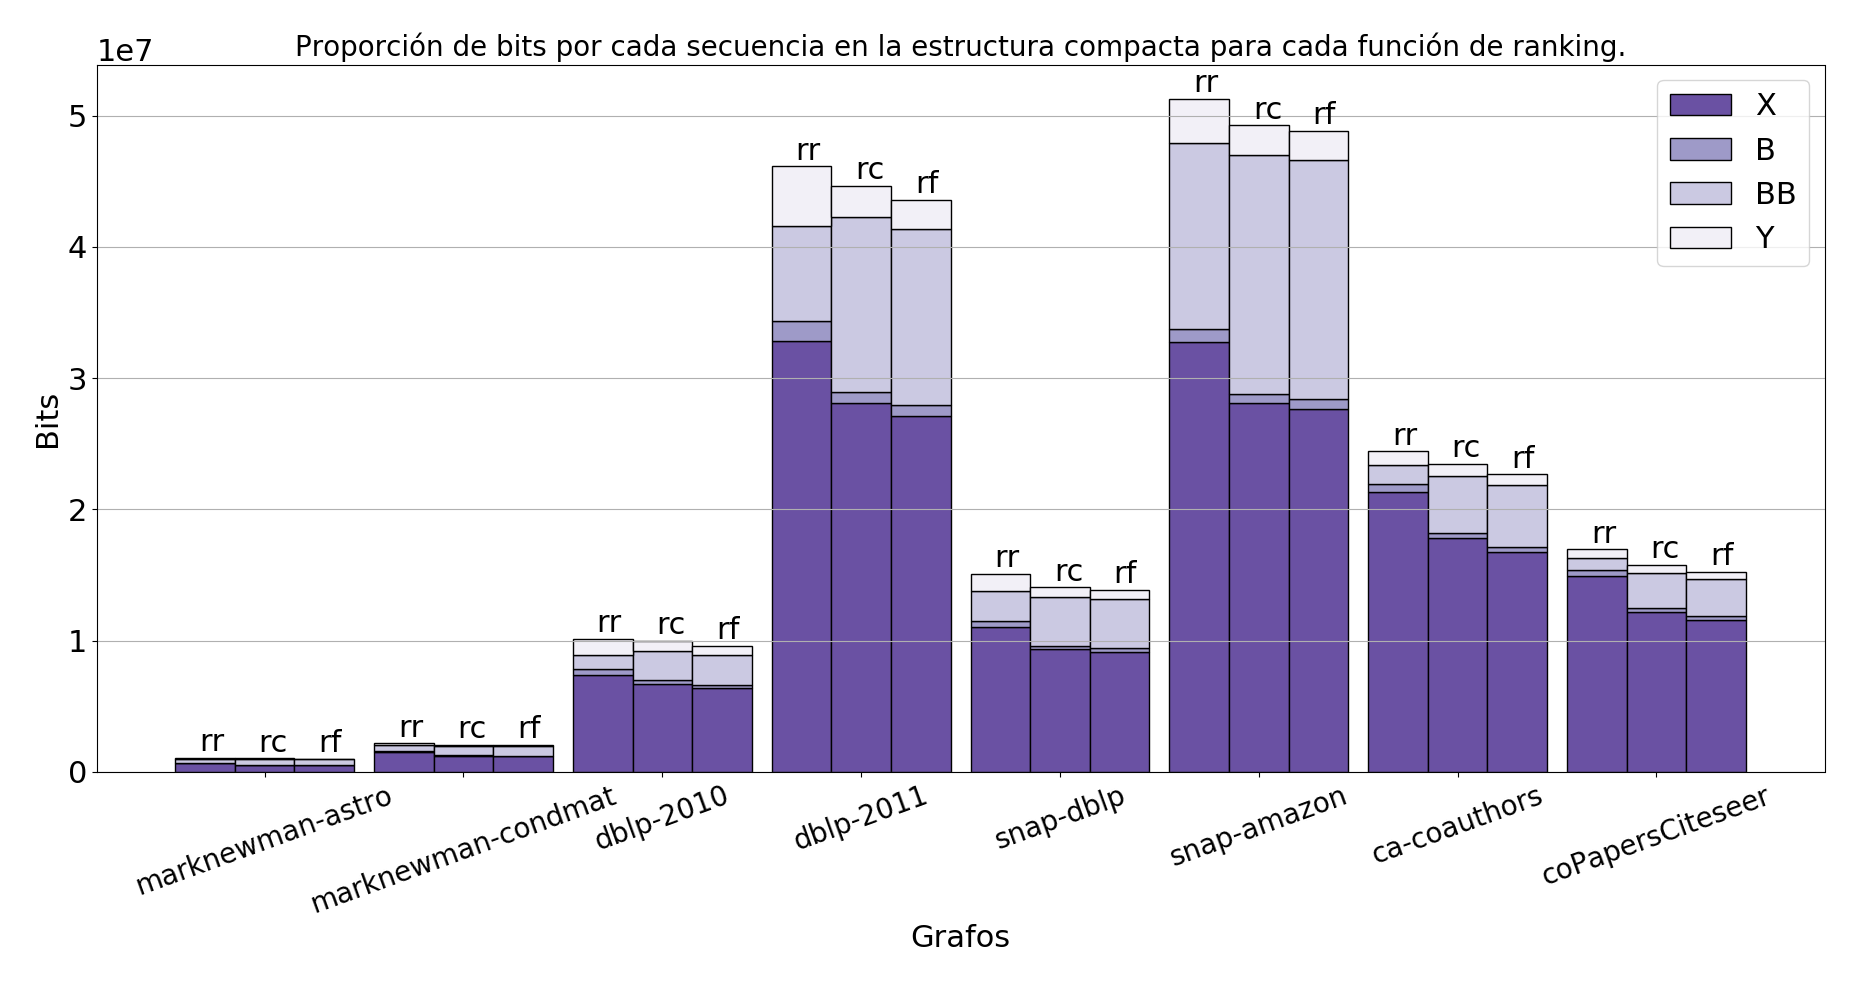 Proporción de bits por cada secuencia en la estructura compacta para cada función de ranking.
1e7
5
4
3
2
1
0
Bits
X
B
BB
Y
rr rc rf
rr rc rf
rr rc rf
rr rc rf
rr rc rf
rr rc rf
rr rc rf
rr rc rf
marknewman-astro
marknewman-condmat
dblp-2010
dblp-2011
snap-dblp
snap-amazon
ca-coauthors
coPapersCiteseer
Grafos